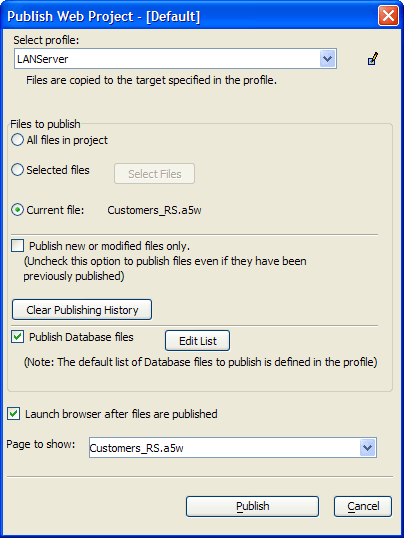 Publish Web Project - [Default]
Select profile:
LANServer
Files are copied to the target specified in the profile.
Files to publish
All files in project
Selected files
Select Files
Current file: Customers_RS.a5w
Publish new or modified files only.
(Uncheck this option to publish files even if they have been
previously published)
Clear Publishing History
Publish Database files
Edit List
(Note: The default list of Database files to publish is defined in the profile)
Launch browser after files are published
Page to show:
Customers_RS.a5w
Publish
Cancel